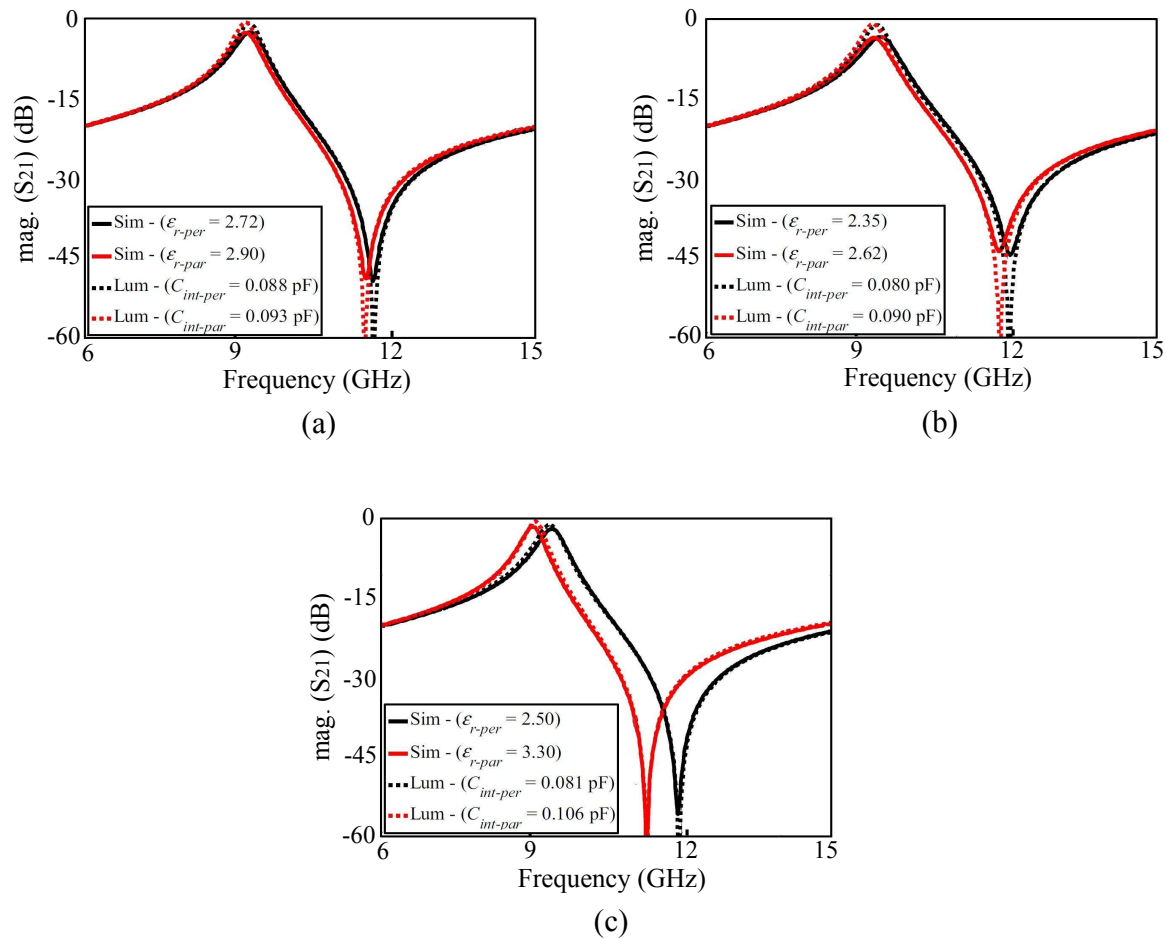 0
-15
-30
-45
-60
mag. (S21) (dB)
Sim - (εr-per = 2.72)
Sim - (εr-par = 2.90)
Lum - (Cint-per = 0.088 pF)
Lum - (Cint-par = 0.093 pF)
6 9 12 15
Frequency (GHz)
(a)
0
-15
-30
-45
-60
mag. (S21) (dB)
Sim - (εr-per = 2.35)
Sim - (εr-par = 2.62)
Lum - (Cint-per = 0.080 pF)
Lum - (Cint-par = 0.090 pF)
6 9 12 15
Frequency (GHz)
(b)
0
-15
-30
-45
-60
mag. (S21) (dB)
Sim - (εr-per = 2.50)
Sim - (εr-par = 3.30)
Lum - (Cint-per = 0.081 pF)
Lum - (Cint-par = 0.106 pF)
6 9 12 15
Frequency (GHz)
(c)